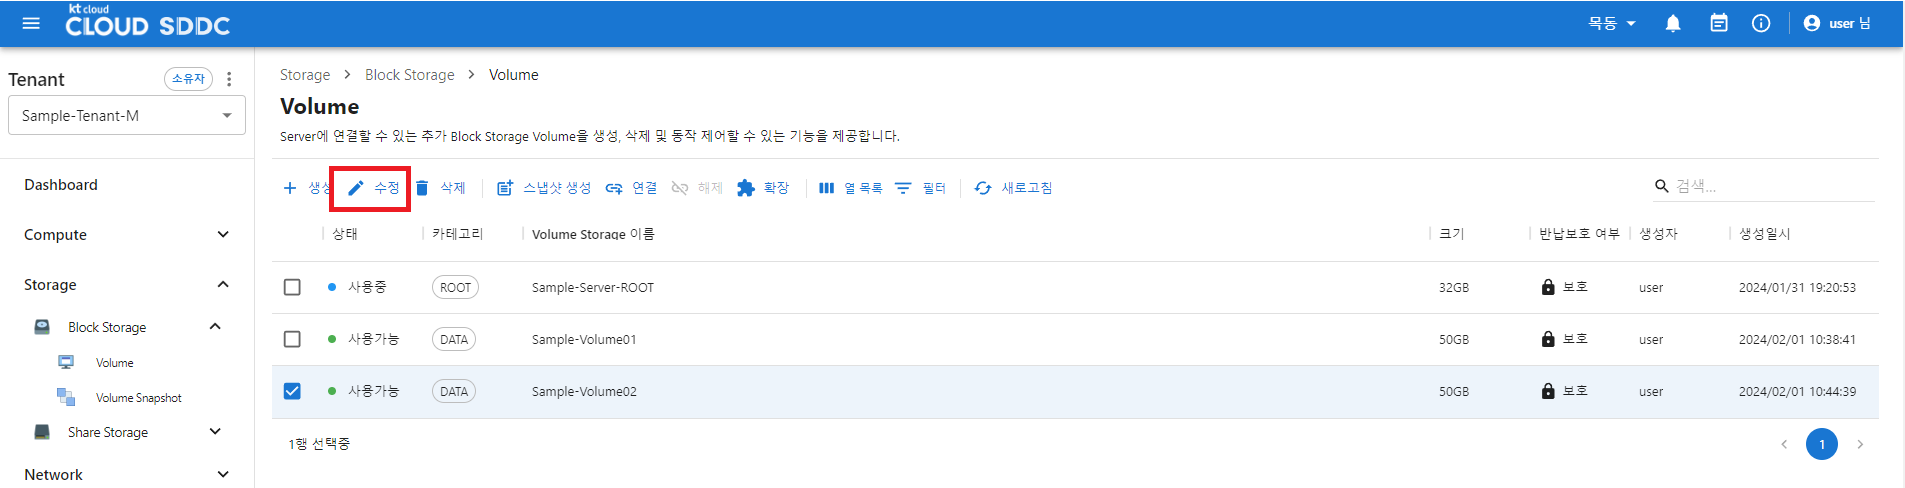 kt cloud
CLOUD SDDC
목동
user 님
Tenant
소유자
Sample-Tenant-M
Dashboard
Compute
Storage
Block Storage
Volume
Volume Snapshot
Share Storage
Network
Storage > Block Storage > Volume
Volume
Server에 연결할 수 있는 추가 Block Storage Volume을 생성, 삭제 및 동작 제어할 수 있는 기능을 제공합니다.
생성 수정 삭제 스냅샷 생성 연결 해제 확장 열 목록 필터 새로고침 검색...
상태 카테고리 Volume Storage 이름 크기 반납보호 여부 생성자 생성일시
사용중 ROOT Sample-Server-ROOT 32GB 보호 user 2024/01/31 19:20:53
사용가능 DATA Sample-Volume01 50GB 보호 user 2024/02/01 10:38:41
사용가능 DATA Sample-Volume02 50GB 보호 user 2024/02/01 10:44:39
1행 선택중
1